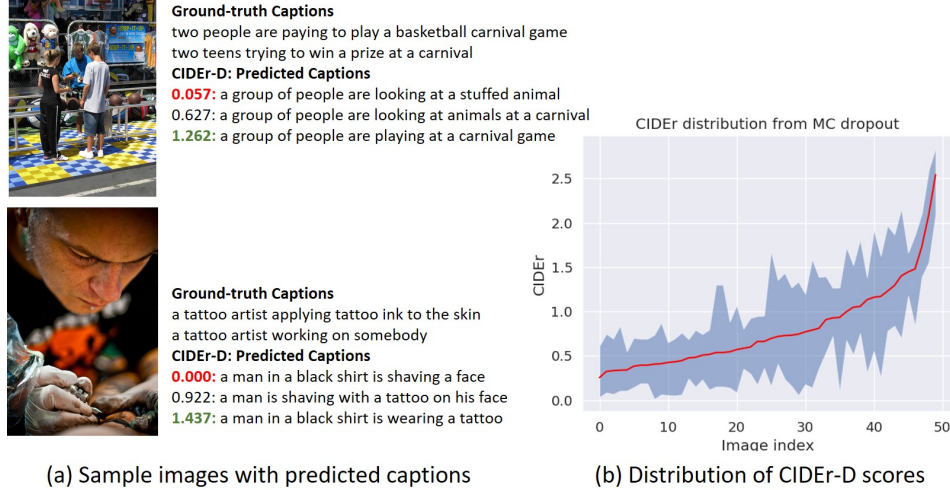 Ground-truth Captions
two people are paying to play a basketball carnival game
two teens trying to win a prize at a carnival
CIDEr-D: Predicted Captions
0.057: a group of people are looking at a stuffed animal
0.627: a group of people are looking at animals at a carnival
1.262: a group of people are playing at a carnival game
Ground-truth Captions
a tattoo artist applying tattoo ink to the skin
a tattoo artist working on somebody
CIDEr-D: Predicted Captions
0.000: a man in a black shirt is shaving a face
0.922: a man is shaving with a tattoo on his face
1.437: a man in a black shirt is wearing a tattoo
(a) Sample images with predicted captions
CIDEr distribution from MC dropout
CIDEr
2.5
2.0
1.5
1.0
0.5
0.0
0 10 20 30 40 50
Image index
(b) Distribution of CIDEr-D scores